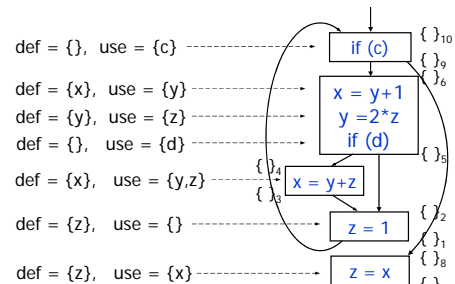 def = {}, use = {c}
if (c)
{ }10
{ }9
{ }6
def = {x}, use = {y}
x = y+1
def = {y}, use = {z}
y =2*z
def = {}, use = {d}
if (d)
{ }5
{ }4
def = {x}, use = {y,z}
x = y+z
{ }3
{ }2
def = {z}, use = {}
z = 1
{ }1
{ }8
def = {z}, use = {x}
z = x